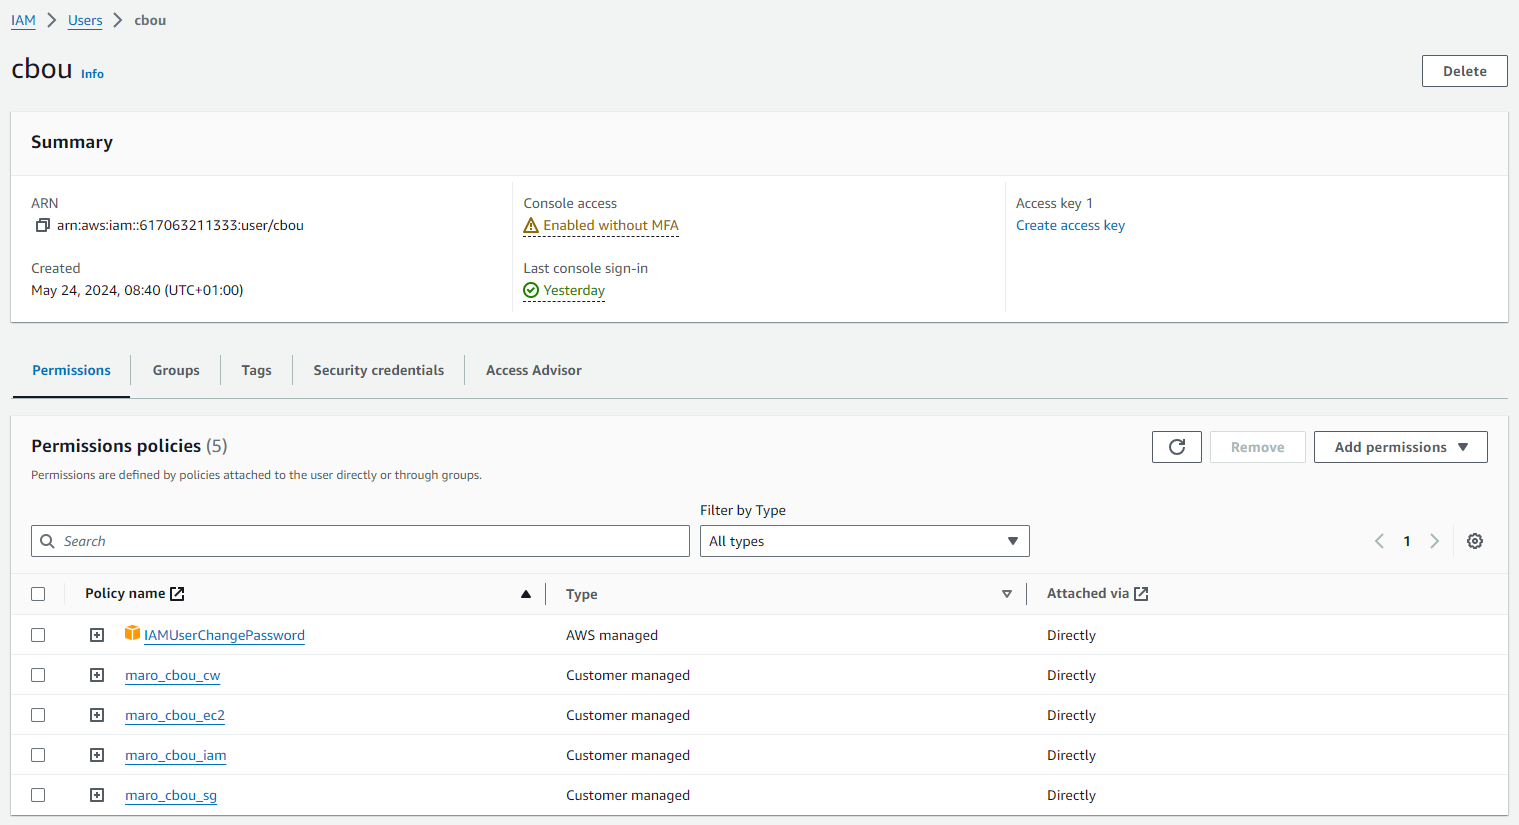 IAM > Users > cbou
cbou Info
Delete
Summary
ARN
arn:aws:iam::617063211333:user/cbou
Created
May 24, 2024, 08:40 (UTC+01:00)
Console access
Enabled without MFA
Last console sign-in
Yesterday
Access key 1
Create access key
Permissions Groups Tags Security credentials Access Advisor
Permissions policies (5)
Permissions are defined by policies attached to the user directly or through groups.
Remove
Add permissions
Filter by Type
Search
All types
1
Policy name Type Attached via
IAMUserChangePassword AWS managed Directly
maro_cbou_cw Customer managed Directly
maro_cbou_ec2 Customer managed Directly
maro_cbou_iam Customer managed Directly
maro_cbou_sg Customer managed Directly